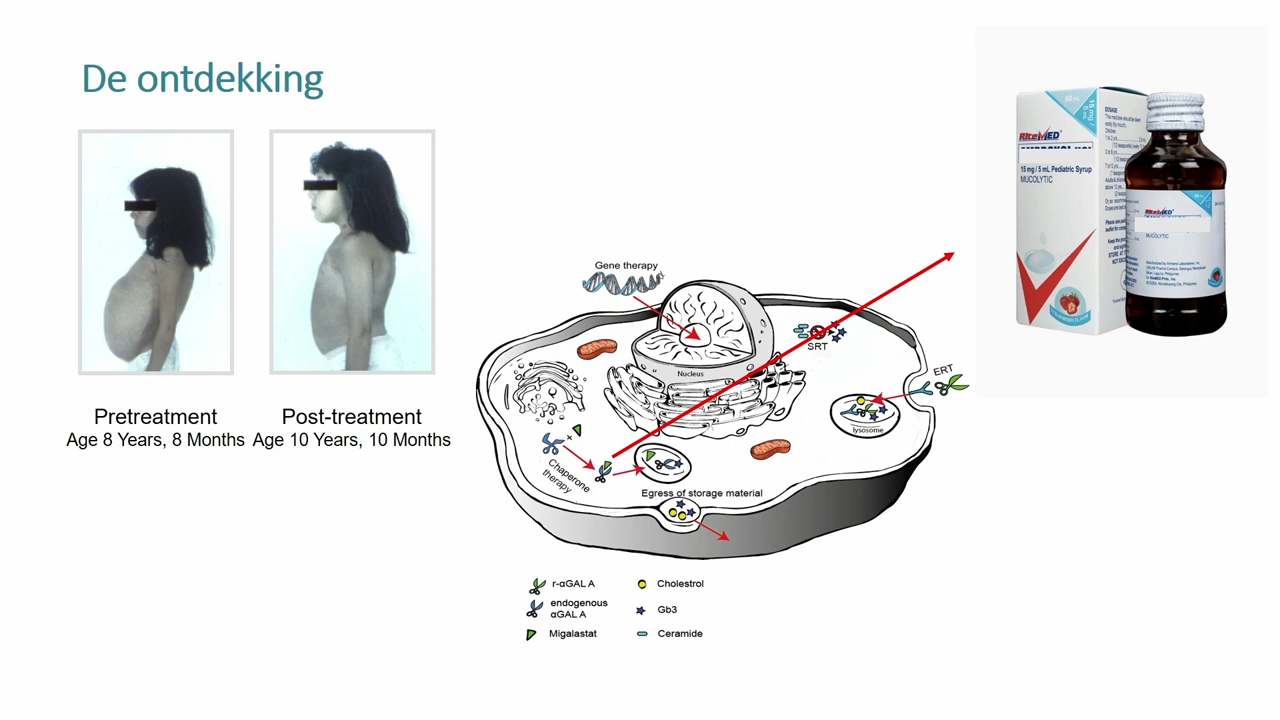 De ontdekking
Pretreatment
Age 8 Years, 8 Months
Post-treatment
Age 10 Years, 10 Months
Gene therapy
Nucleus
SRT
ERT
lysosome
+
Chaperone
therapy
Egress of storage material
r-αGAL A
endogenous
αGAL A
Migalastat
Cholestrol
Gb3
Ceramide
RiteMED
15 mg / 5 mL Pediatric Syrup
MUCOLYTIC
DOSAGE
RiteMED
MUCOLYTIC